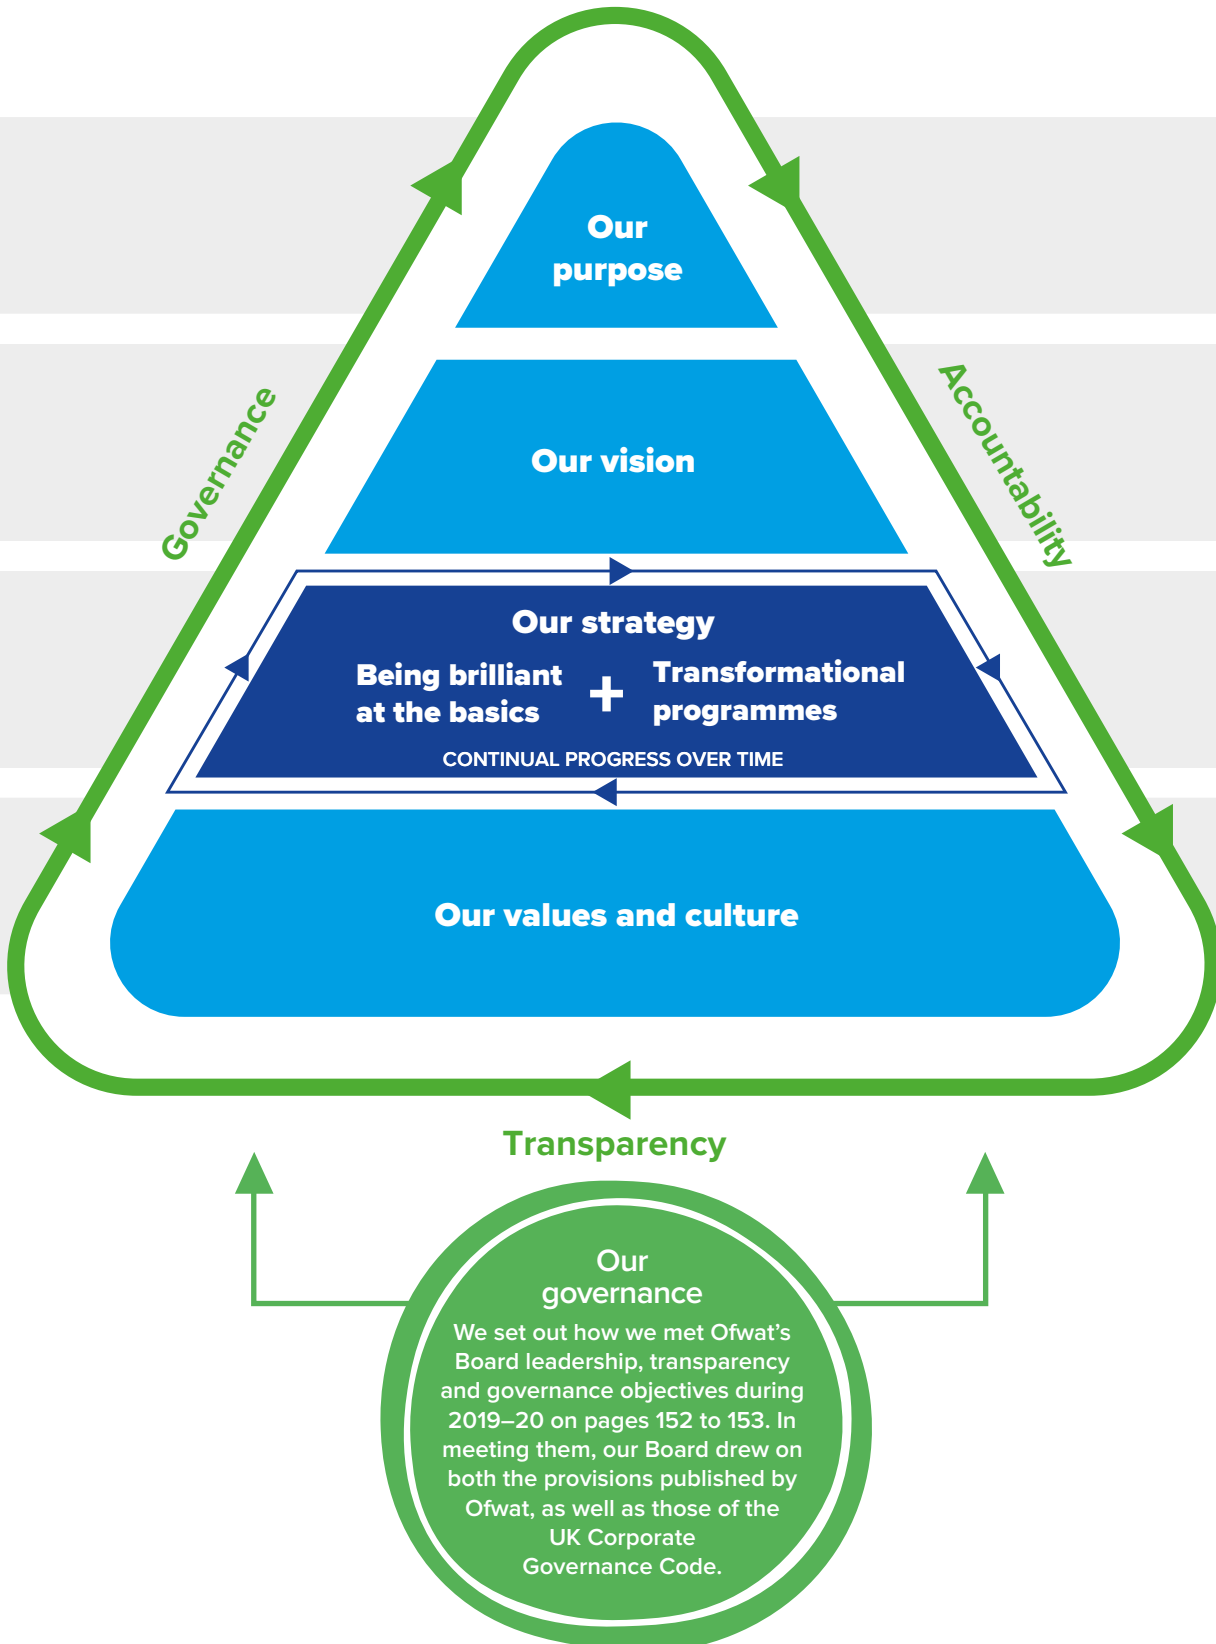 Our
purpose
Governance
Accountability
Our vision
Our strategy
Being brilliant
at the basics
+
Transformational
programmes
CONTINUAL PROGRESS OVER TIME
Our values and culture
Transparency
Our
governance
We set out how we met Ofwat’s
Board leadership, transparency
and governance objectives during
2019–20 on pages 152 to 153. In
meeting them, our Board drew on
both the provisions published by
Ofwat, as well as those of the
UK Corporate
Governance Code.